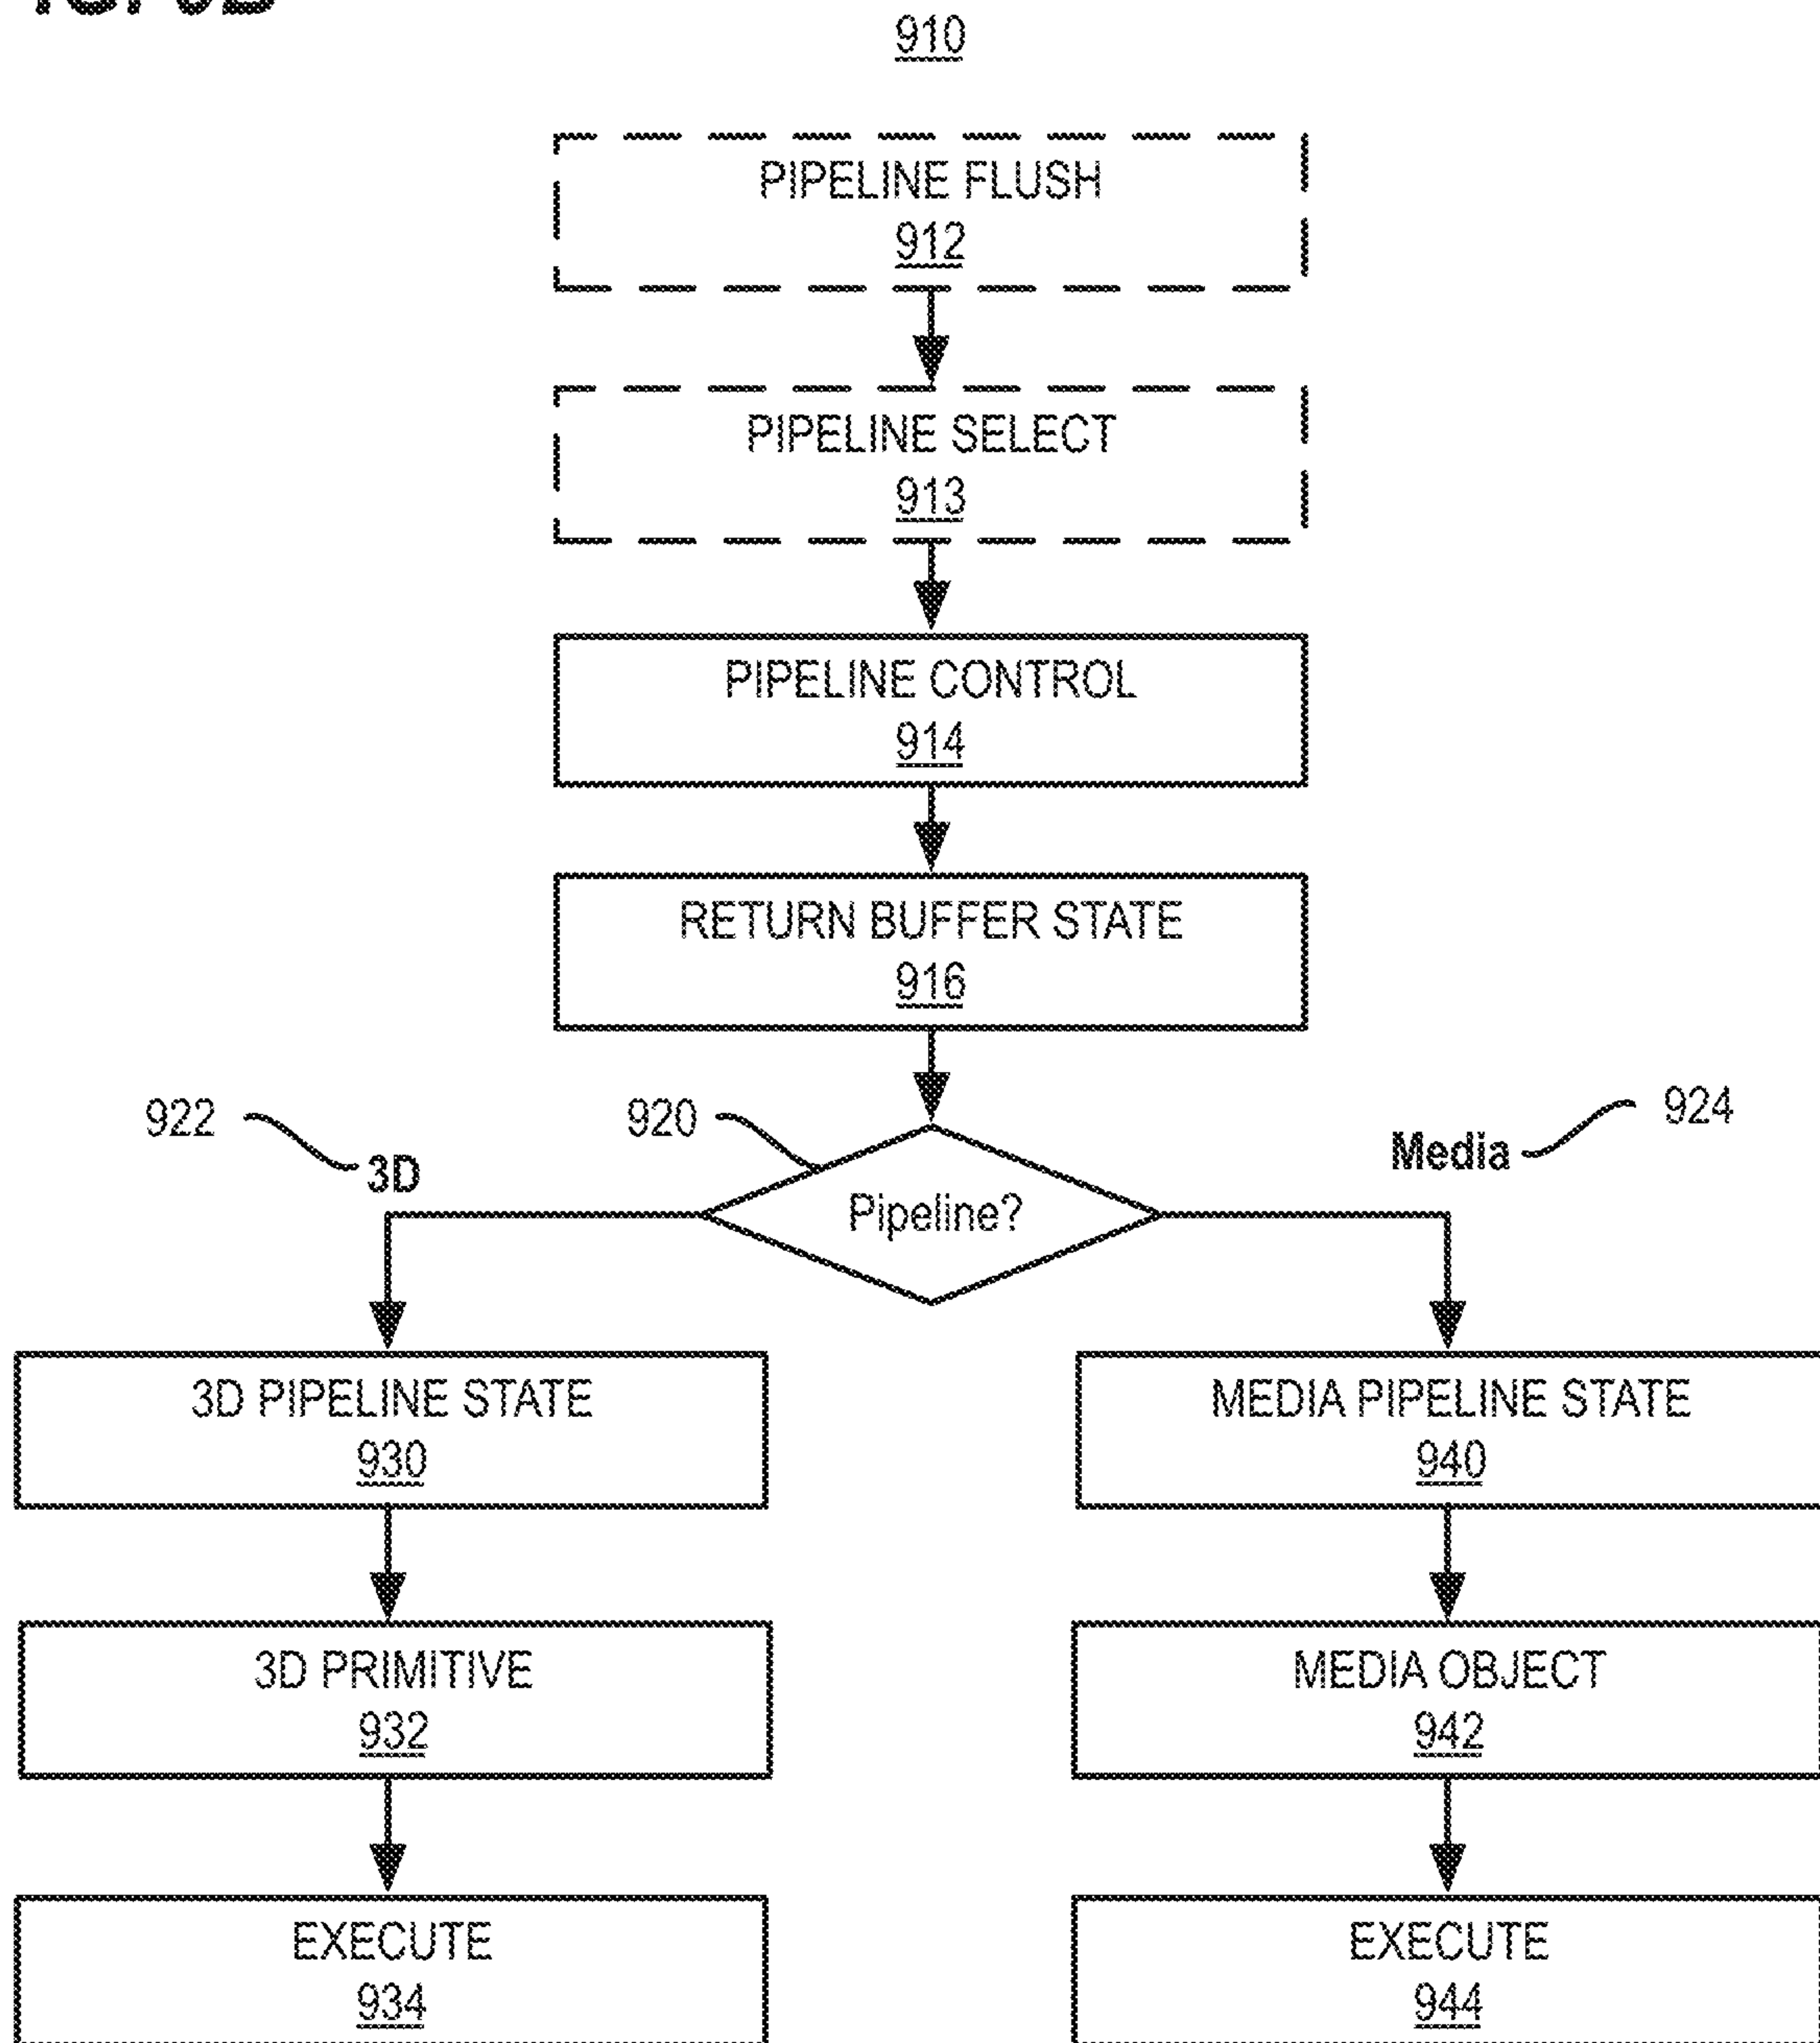 910
PIPELINE FLUSH
912
PIPELINE SELECT
913
PIPELINE CONTROL
914
RETURN BUFFER STATE
916
922
920
924
3D
Media
Pipeline?
3D PIPELINE STATE
930
MEDIA PIPELINE STATE
940
3D PRIMITIVE
932
MEDIA OBJECT
942
EXECUTE
934
EXECUTE
944